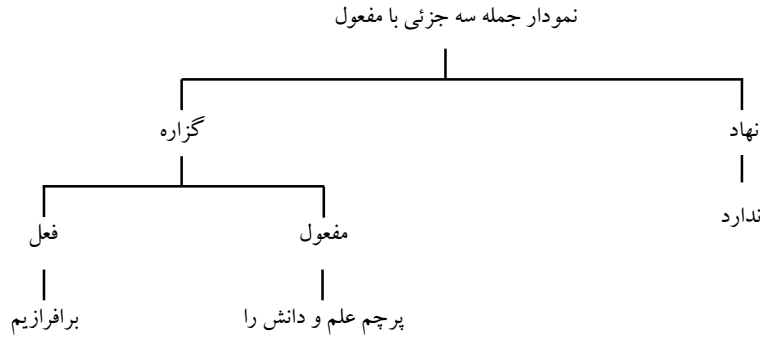 نمودار جمله سه جزئی با مفعول
نهاد
گزاره
ندارد
مفعول
فعل
پرچم علم و دانش را
برافرازیم